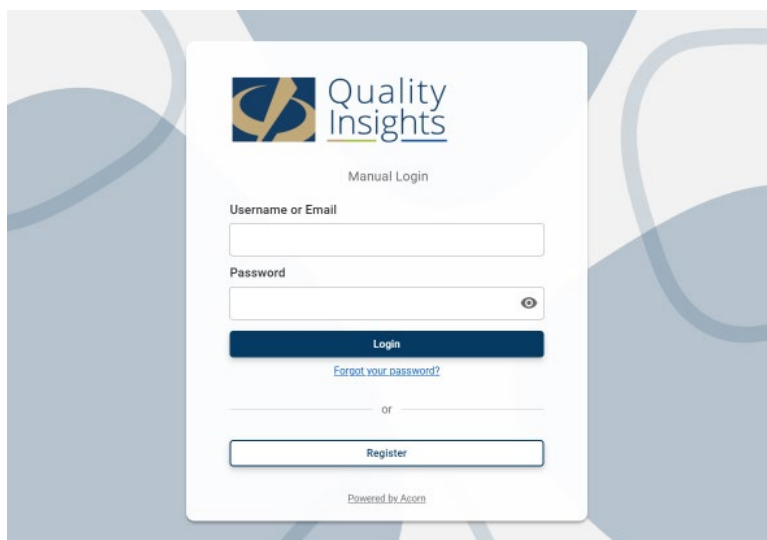 Quality
Insights
Manual Login
Username or Email
Password
Login
Forgot your password?
or
Register
Powered by Acorn